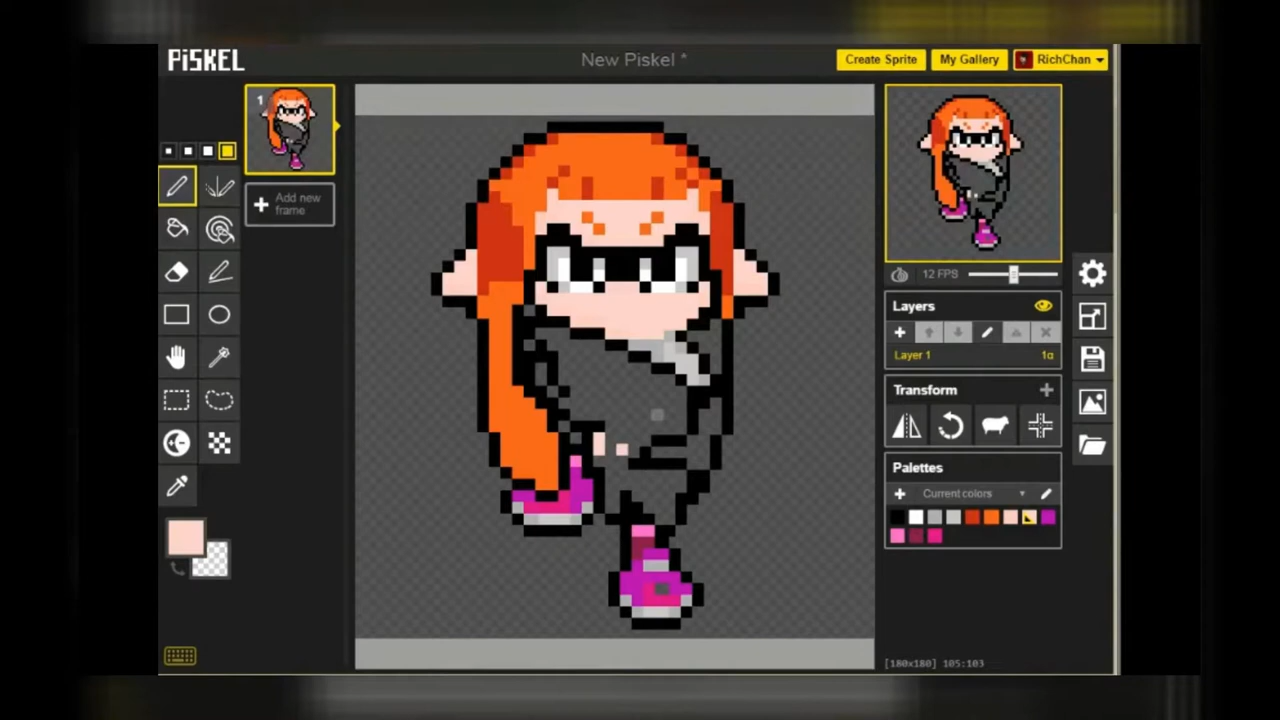 PiSKEL
New Piskel *
Create Sprite
My Gallery
RichChan
1
Add new
frame
12 FPS
Layers
Layer 1
1α
Transform
Palettes
Current colors
[180x180] 105:103